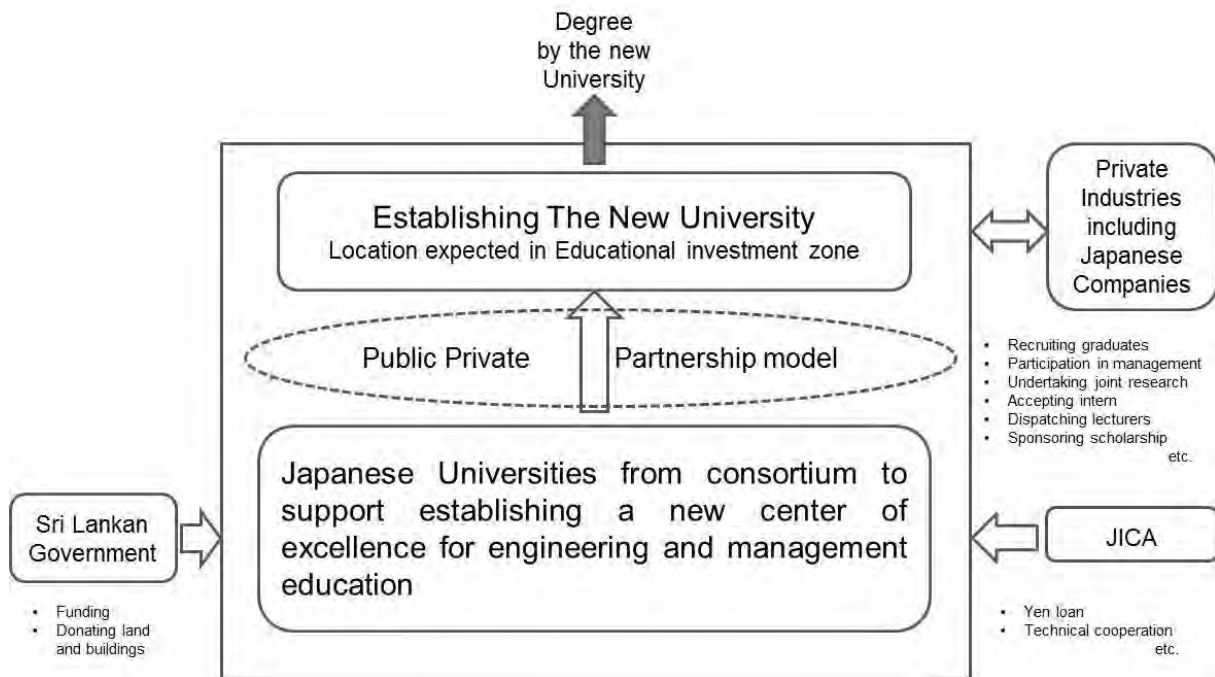 Degree
by the new
University
Establishing The New University
Location expected in Educational investment zone
Private
Industries
including
Japanese
Companies
Public Private Partnership model
• Recruiting graduates
• Participation in management
• Undertaking joint research
• Accepting intern
• Dispatching lecturers
• Sponsoring scholarship
etc.
Japanese Universities from consortium to
support establishing a new center of
excellence for engineering and management
education
Sri Lankan
Government
• Funding
• Donating land
and buildings
JICA
• Yen loan
• Technical cooperation
etc.